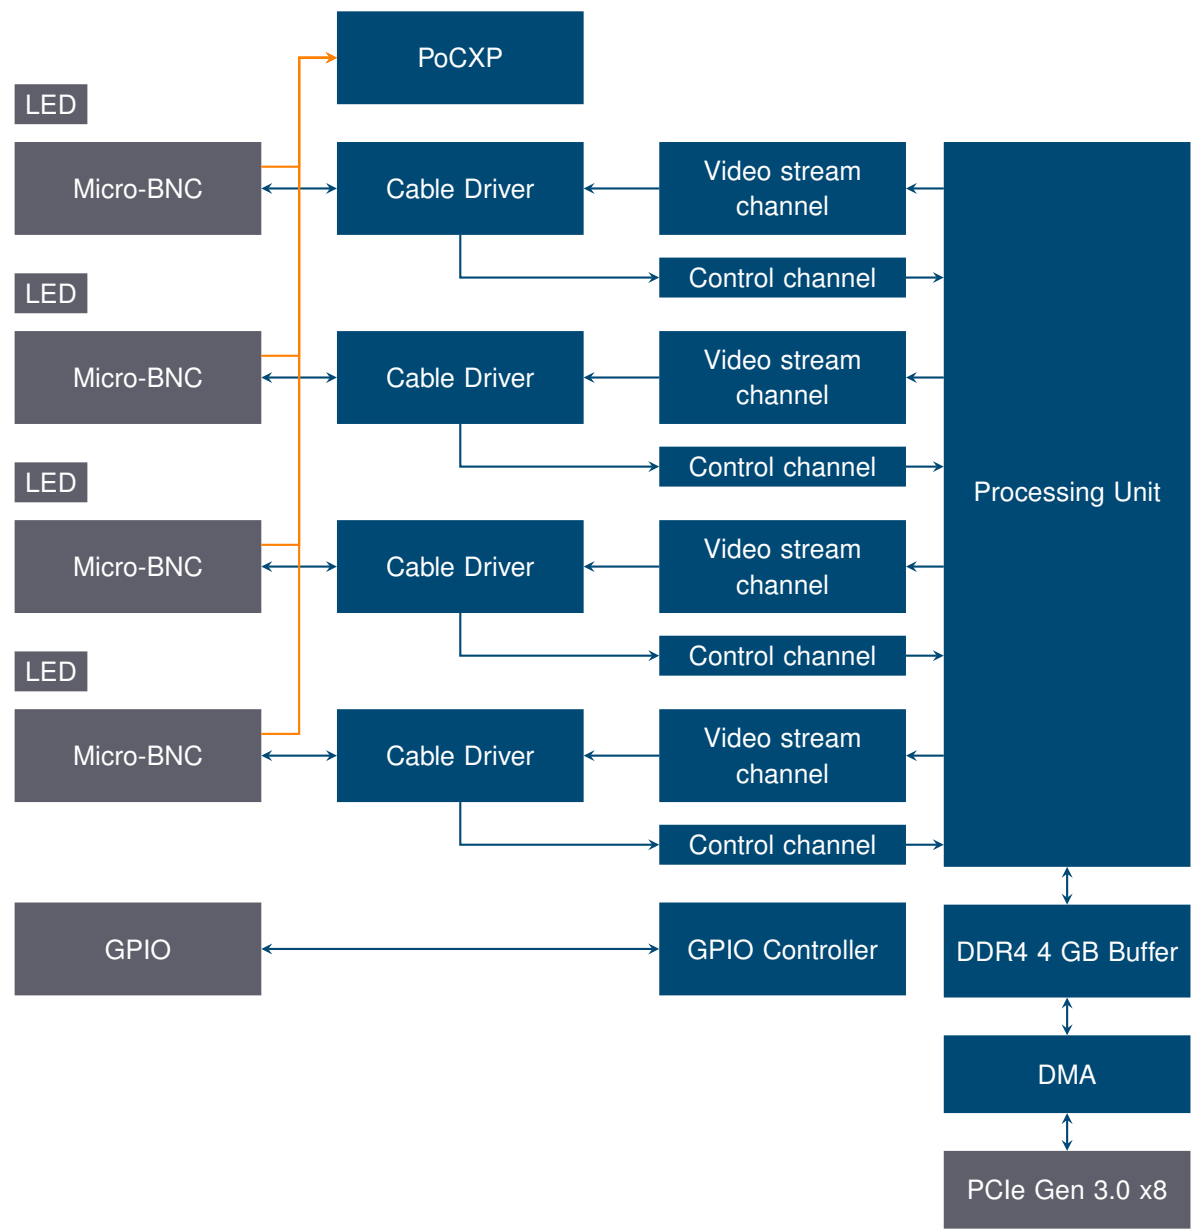 PoCXP
LED
Micro-BNC
Cable Driver
Video stream
channel
Control channel
LED
Micro-BNC
Cable Driver
Video stream
channel
Control channel
Processing Unit
LED
Micro-BNC
Cable Driver
Video stream
channel
Control channel
LED
Micro-BNC
Cable Driver
Video stream
channel
Control channel
GPIO
GPIO Controller
DDR4 4 GB Buffer
DMA
PCIe Gen 3.0 x8